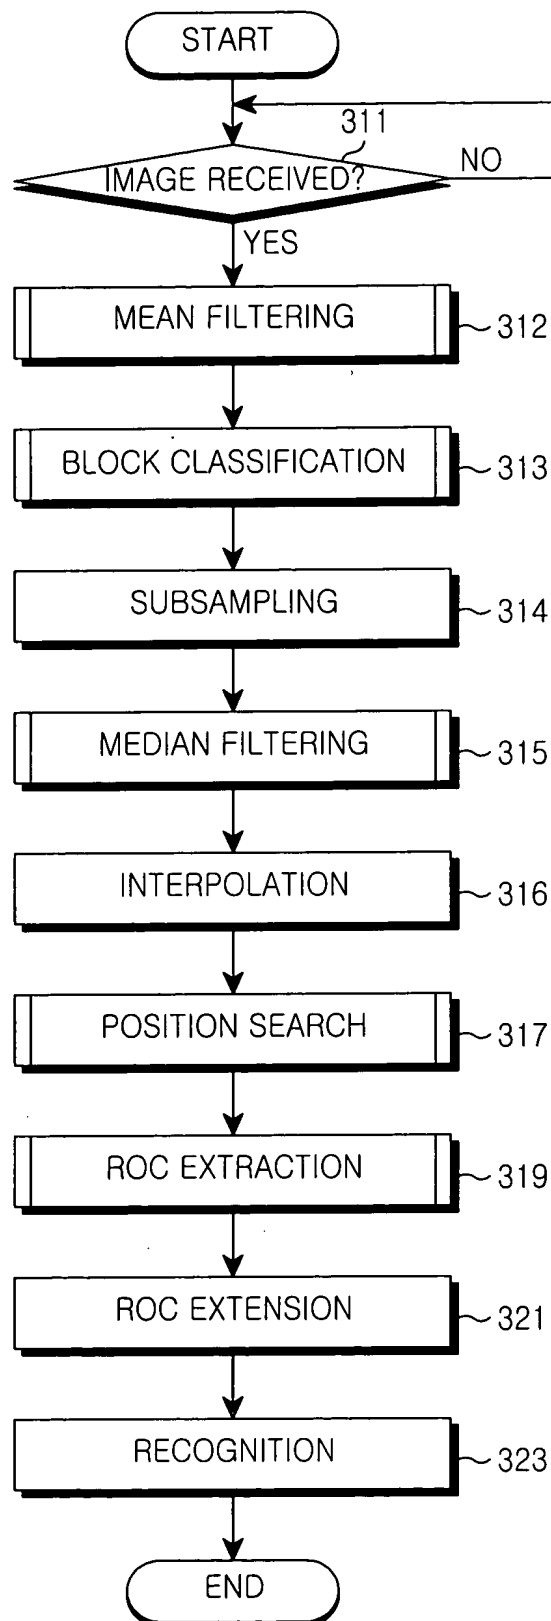 START
311
IMAGE RECEIVED?
NO
YES
MEAN FILTERING
312
BLOCK CLASSIFICATION
313
SUBSAMPLING
314
MEDIAN FILTERING
315
INTERPOLATION
316
POSITION SEARCH
317
ROC EXTRACTION
319
ROC EXTENSION
321
RECOGNITION
323
END